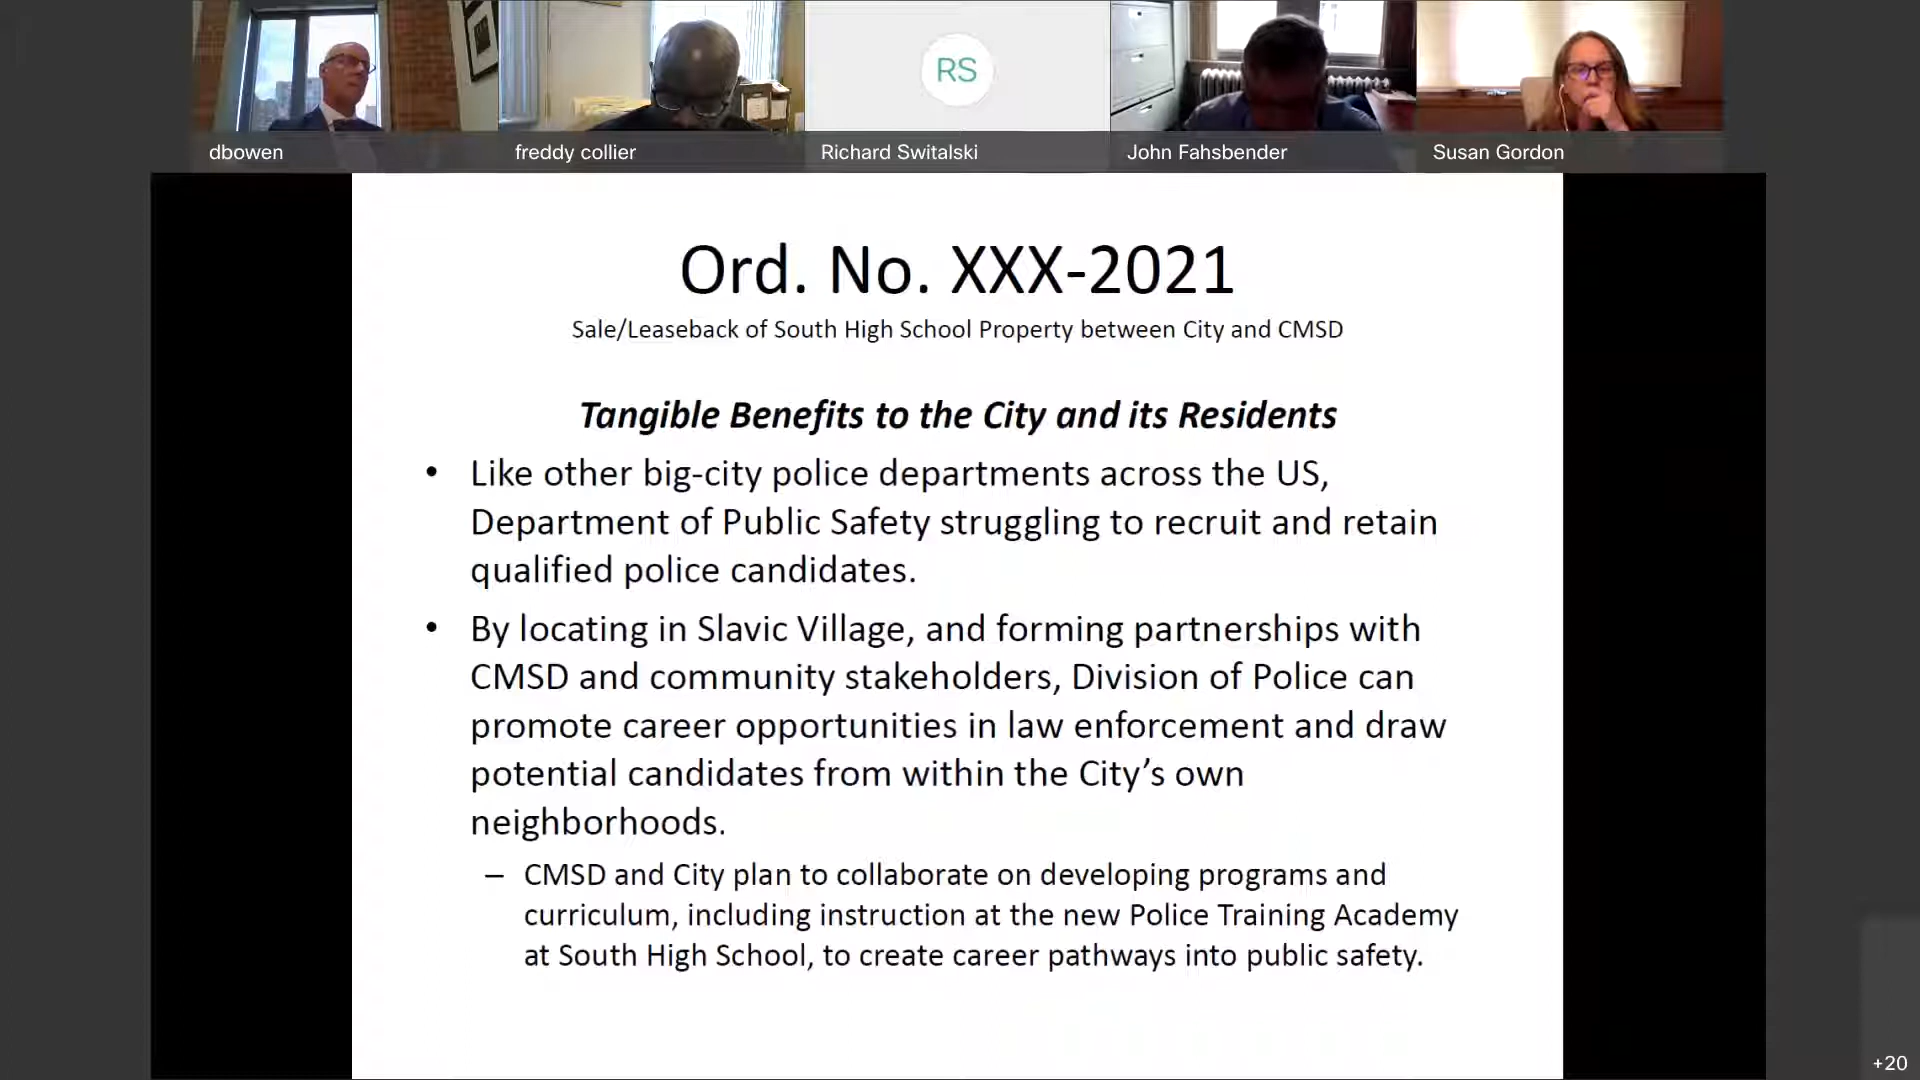 RS
dbowen
freddy collier
Richard Switalski
John Fahsbender
Susan Gordon
Ord. No. XXX-2021
Sale/Leaseback of South High School Property between City and CMSD
Tangible Benefits to the City and its Residents
• Like other big-city police departments across the US,
Department of Public Safety struggling to recruit and retain
qualified police candidates.
• By locating in Slavic Village, and forming partnerships with
CMSD and community stakeholders, Division of Police can
promote career opportunities in law enforcement and draw
potential candidates from within the City’s own
neighborhoods.
– CMSD and City plan to collaborate on developing programs and
curriculum, including instruction at the new Police Training Academy
at South High School, to create career pathways into public safety.
+20